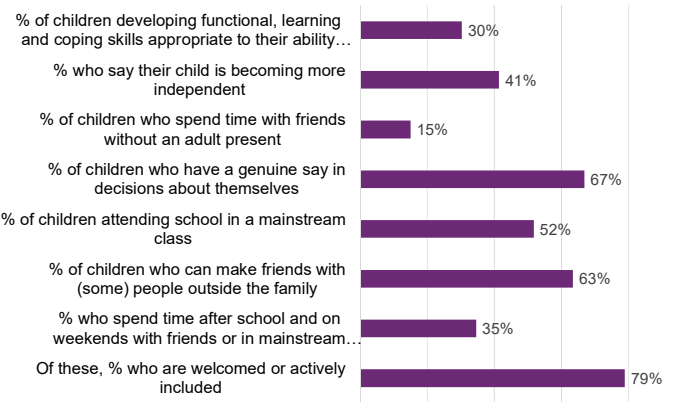 % of children developing functional, learning
and coping skills appropriate to their ability…
30%
% who say their child is becoming more
independent
41%
% of children who spend time with friends
without an adult present
15%
% of children who have a genuine say in
decisions about themselves
67%
% of children attending school in a mainstream
class
52%
% of children who can make friends with
(some) people outside the family
63%
% who spend time after school and on
weekends with friends or in mainstream…
35%
Of these, % who are welcomed or actively
included
79%